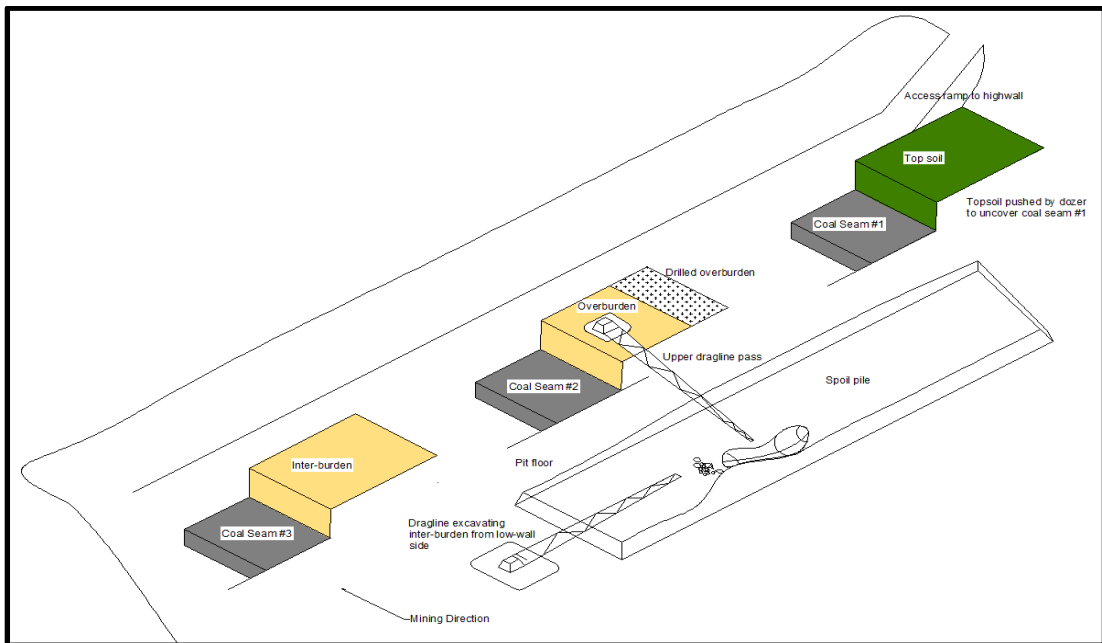 Access ramp to highwall
Top soil
Topsoil pushed by dozer
to uncover coal seam #1
Coal Seam #1
Drilled overburden
Overburden
Upper dragline pass
Coal Seam #2
Spoil pile
Inter-burden
Pit floor
Dragline excavating
inter-burden from low-wall
side
Coal Seam #3
Mining Direction